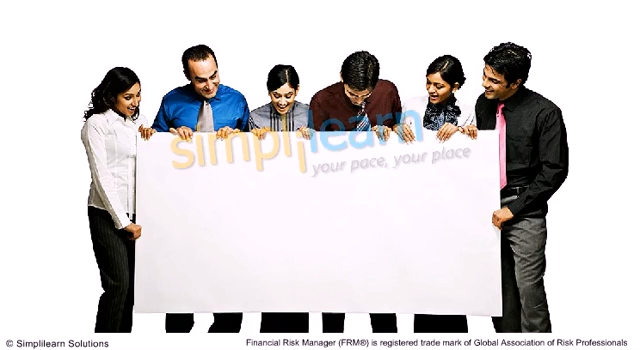 simplilearn
your pace, your place
© Simplilearn Solutions
Financial Risk Manager (FRM®) is registered trade mark of Global Association of Risk Professionals